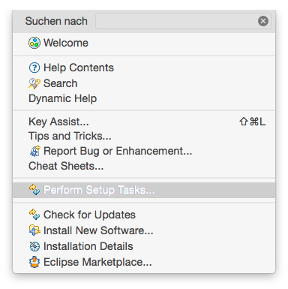 Suchen nach
Welcome
Help Contents
Search
Dynamic Help
Key Assist... ⇧⌘L
Tips and Tricks...
Report Bug or Enhancement...
Cheat Sheets...
Perform Setup Tasks...
Check for Updates
Install New Software...
Installation Details
Eclipse Marketplace...